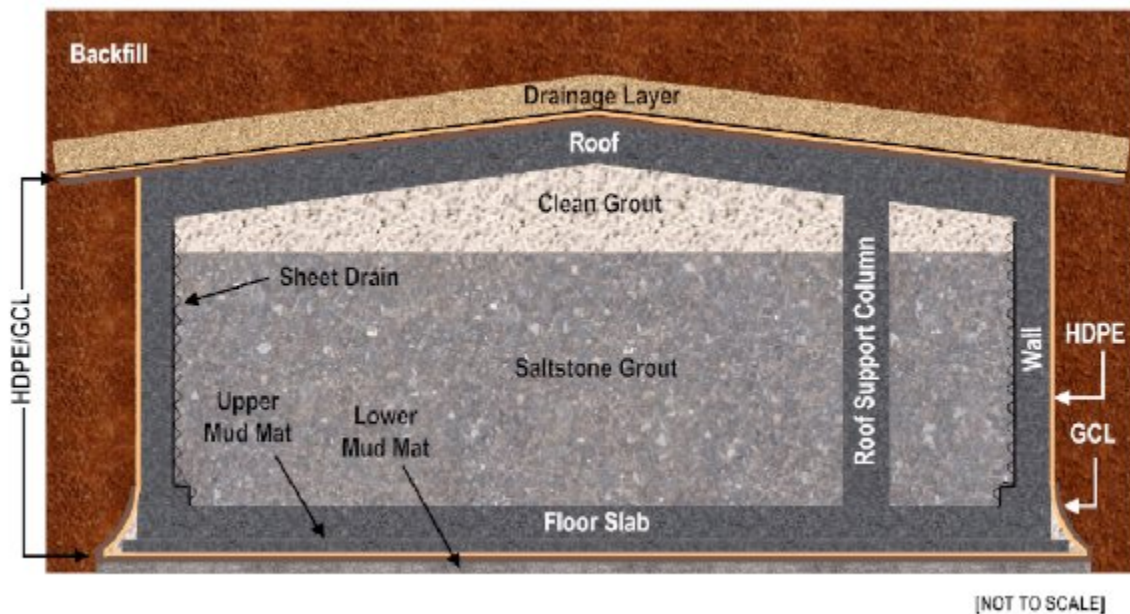 Backfill
Drainage Layer
Roof
Clean Grout
Sheet Drain
Saltstone Grout
Roof Support Column
Wall
HDPE
GCL
HDPE/GCL
Upper
Mud Mat
Lower
Mud Mat
Floor Slab
[NOT TO SCALE]